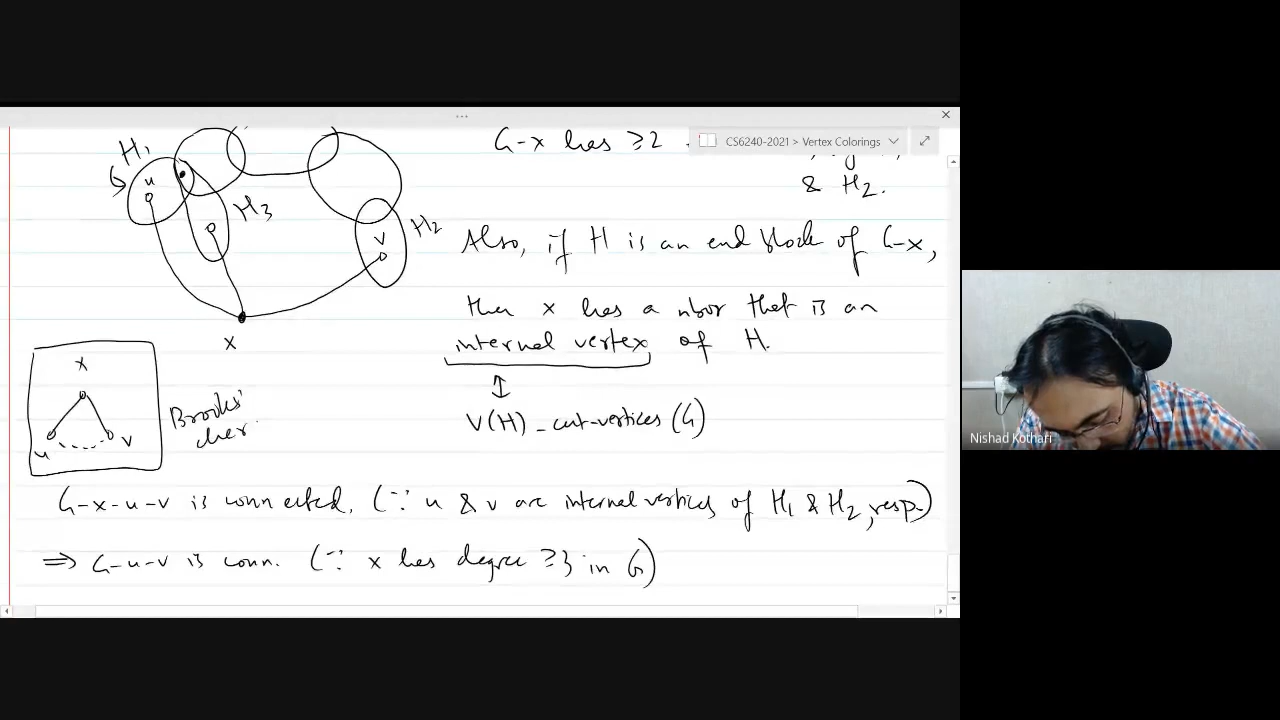 CS6240-2021 > Vertex Colorings
G-x has ≥2
& H2.
H1
u
H3
v
H2
x
Also, if H is an end block of G-x,
then x has a nbor that is an
internal vertex of H.
V(H) - cut-vertices (G)
x
u
v
Brooks'
G-x-u-v is connected. (∵ u & v are internal vertices of H1 & H2, resp.)
⇒ G-u-v is conn. (∵ x has degree ≥3 in G)
Nishad Kothari